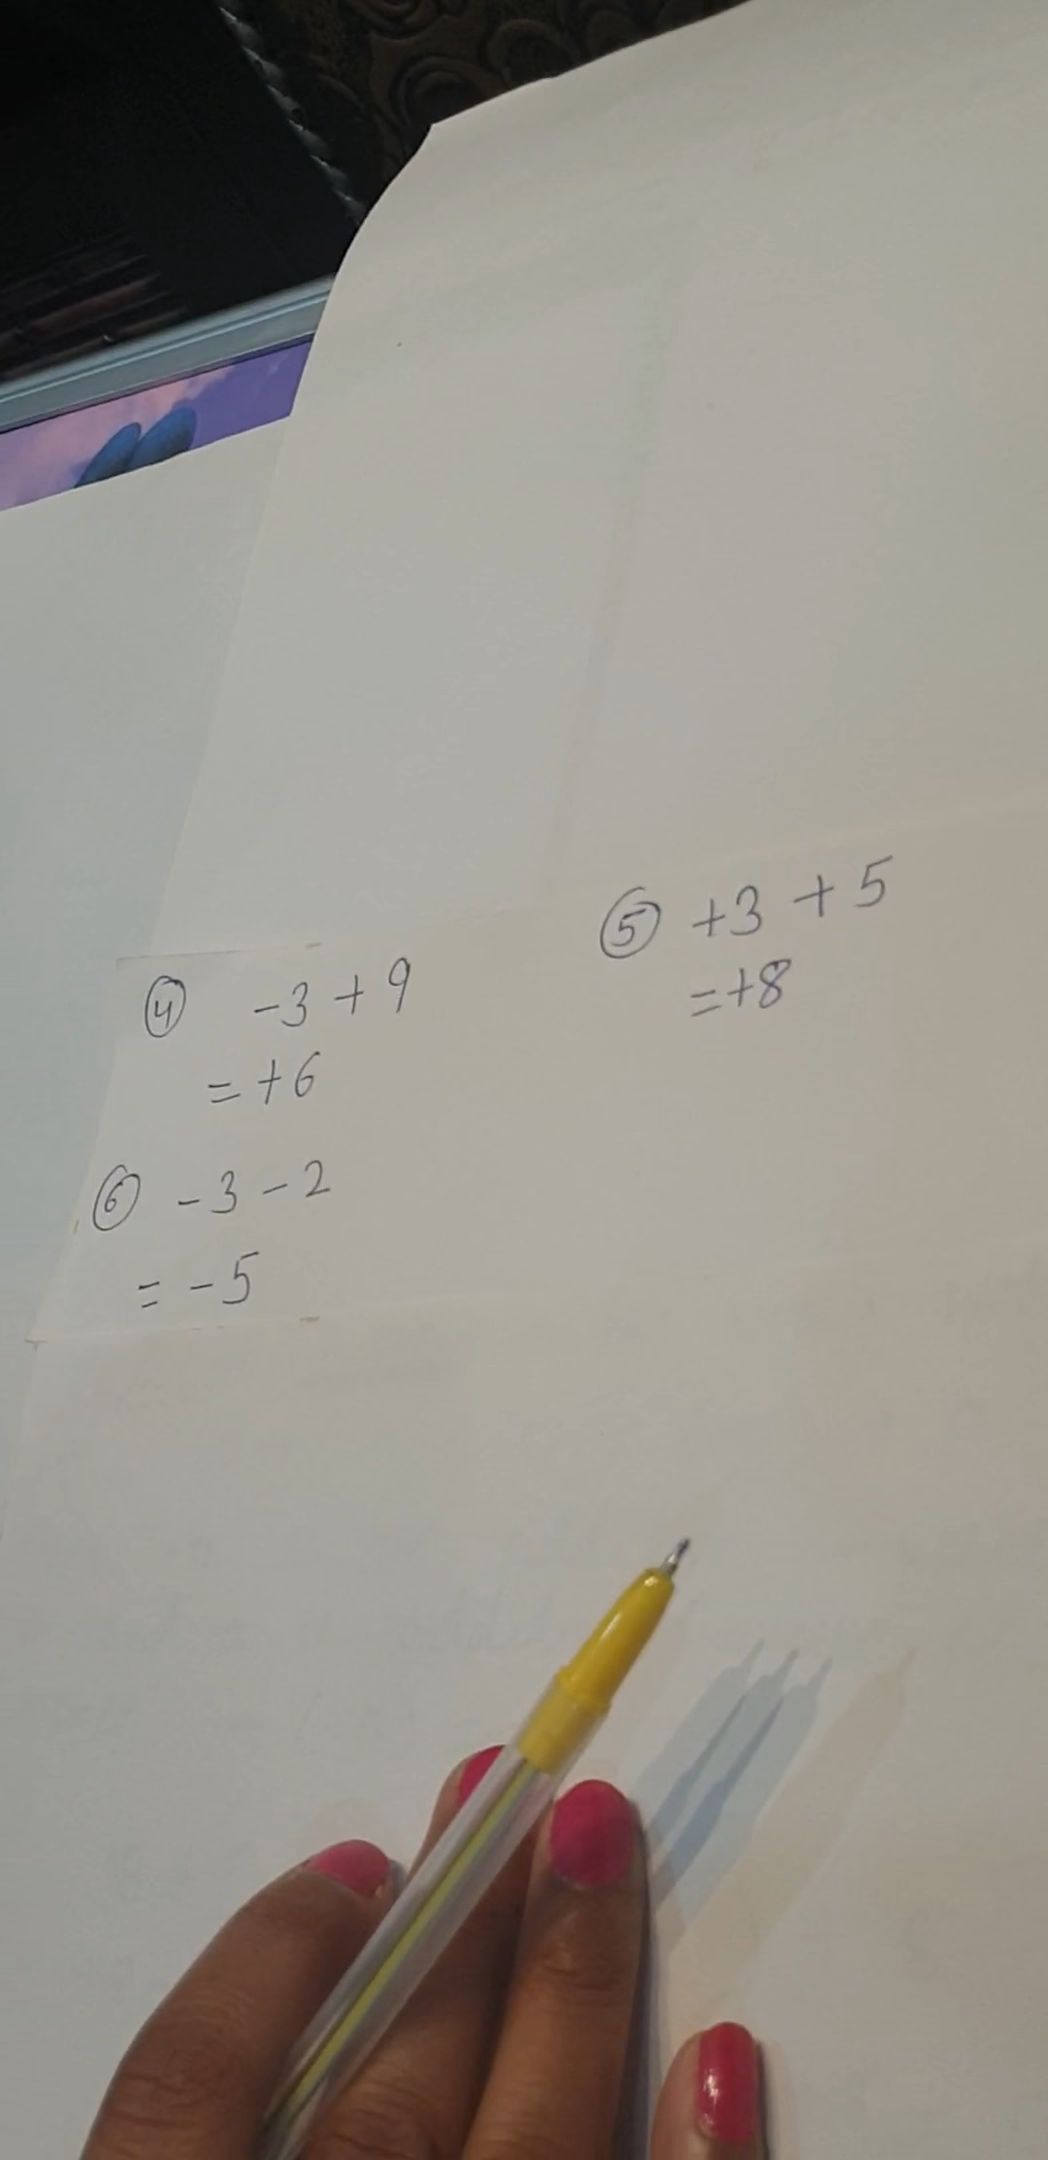 ④ -3 + 9
= +6
⑤ +3 + 5
= +8
⑥ -3 - 2
= -5